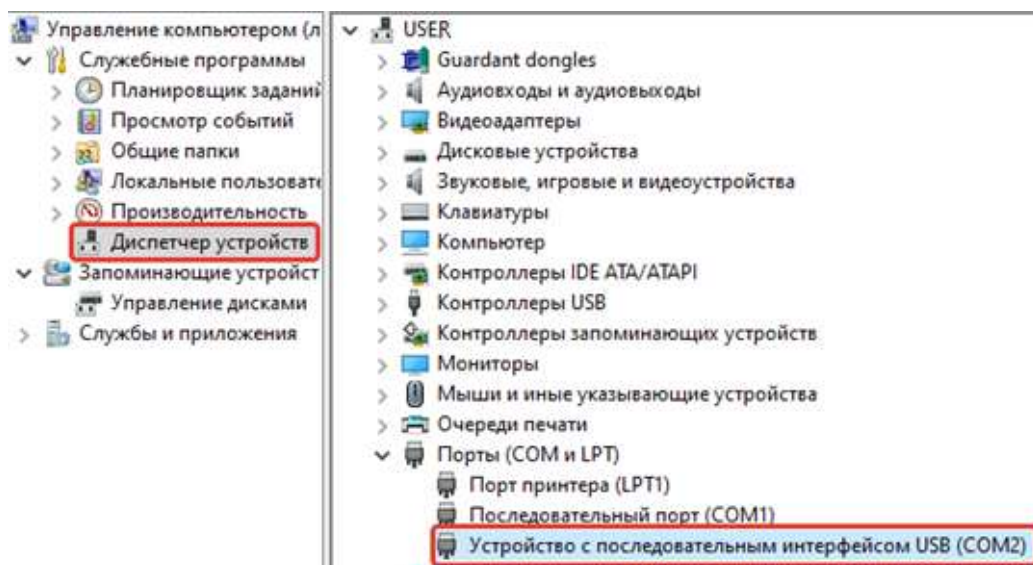 Управление компьютером (л
Служебные программы
Планировщик заданий
Просмотр событий
Общие папки
Локальные пользовате
Производительность
Диспетчер устройств
Запоминающие устройст
Управление дисками
Службы и приложения
USER
Guardant dongles
Аудиовходы и аудиовыходы
Видеоадаптеры
Дисковые устройства
Звуковые, игровые и видеоустройства
Клавиатуры
Компьютер
Контроллеры IDE ATA/ATAPI
Контроллеры USB
Контроллеры запоминающих устройств
Мониторы
Мыши и иные указывающие устройства
Очереди печати
Порты (COM и LPT)
Порт принтера (LPT1)
Последовательный порт (COM1)
Устройство с последовательным интерфейсом USB (COM2)